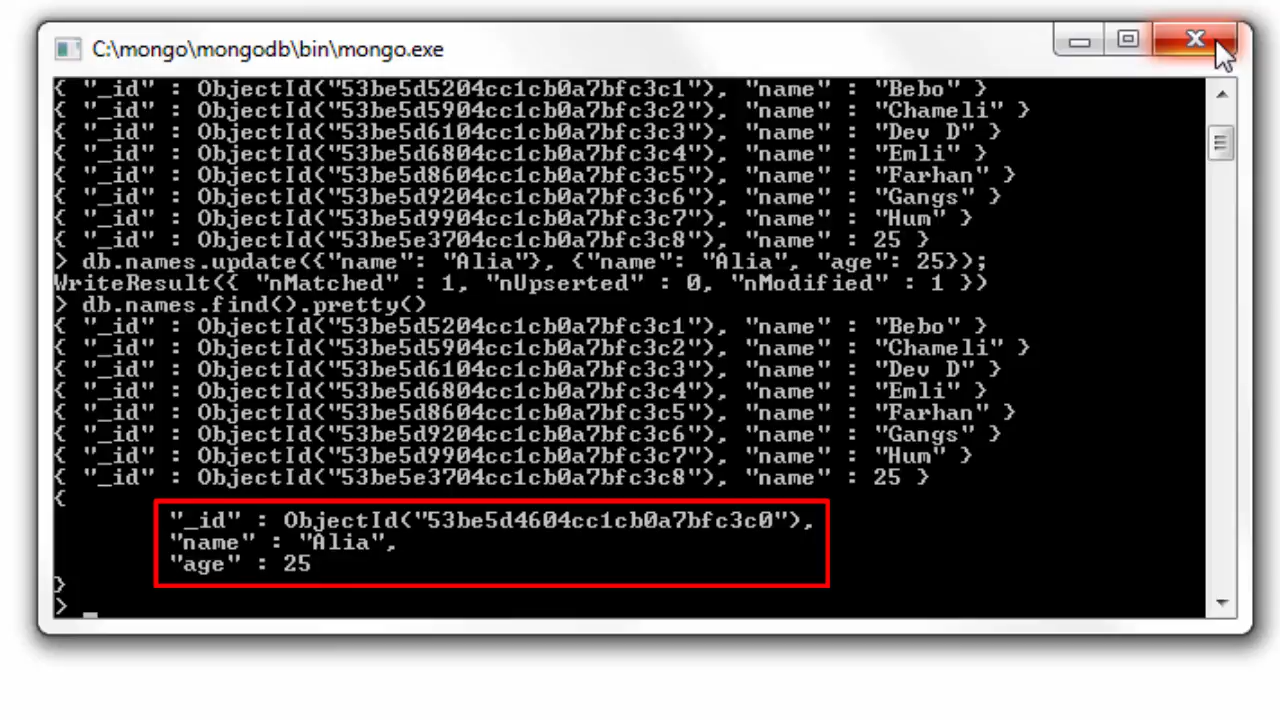 C:\mongo\mongodb\bin\mongo.exe
{ "_id" : ObjectId("53be5d5204cc1cb0a7bfc3c1"), "name" : "Bebo" }
{ "_id" : ObjectId("53be5d5904cc1cb0a7bfc3c2"), "name" : "Chameli" }
{ "_id" : ObjectId("53be5d6104cc1cb0a7bfc3c3"), "name" : "Dev D" }
{ "_id" : ObjectId("53be5d6804cc1cb0a7bfc3c4"), "name" : "Emli" }
{ "_id" : ObjectId("53be5d8604cc1cb0a7bfc3c5"), "name" : "Farhan" }
{ "_id" : ObjectId("53be5d9204cc1cb0a7bfc3c6"), "name" : "Gangs" }
{ "_id" : ObjectId("53be5d9904cc1cb0a7bfc3c7"), "name" : "Hum" }
{ "_id" : ObjectId("53be5e3704cc1cb0a7bfc3c8"), "name" : 25 }
> db.names.update({"name": "Alia"}, {"name": "Alia", "age": 25});
WriteResult({ "nMatched" : 1, "nUpserted" : 0, "nModified" : 1 })
> db.names.find().pretty()
{ "_id" : ObjectId("53be5d5204cc1cb0a7bfc3c1"), "name" : "Bebo" }
{ "_id" : ObjectId("53be5d5904cc1cb0a7bfc3c2"), "name" : "Chameli" }
{ "_id" : ObjectId("53be5d6104cc1cb0a7bfc3c3"), "name" : "Dev D" }
{ "_id" : ObjectId("53be5d6804cc1cb0a7bfc3c4"), "name" : "Emli" }
{ "_id" : ObjectId("53be5d8604cc1cb0a7bfc3c5"), "name" : "Farhan" }
{ "_id" : ObjectId("53be5d9204cc1cb0a7bfc3c6"), "name" : "Gangs" }
{ "_id" : ObjectId("53be5d9904cc1cb0a7bfc3c7"), "name" : "Hum" }
{ "_id" : ObjectId("53be5e3704cc1cb0a7bfc3c8"), "name" : 25 }
{
"_id" : ObjectId("53be5d4604cc1cb0a7bfc3c0"),
"name" : "Alia",
"age" : 25
}
> _